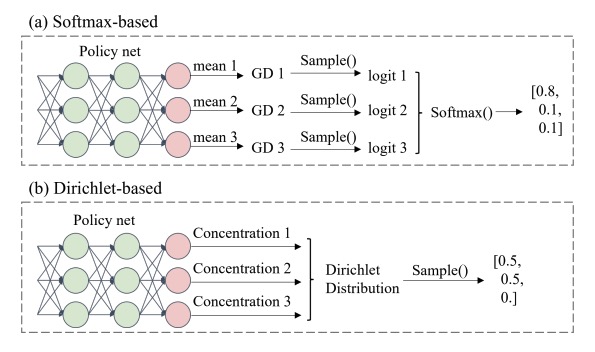 (a) Softmax-based
Policy net
mean 1 GD 1 Sample() logit 1
mean 2 GD 2 Sample() logit 2
mean 3 GD 3 Sample() logit 3
Softmax()
[0.8,
0.1,
0.1]
(b) Dirichlet-based
Policy net
Concentration 1
Concentration 2
Concentration 3
Dirichlet
Distribution
Sample()
[0.5,
0.5,
0.]